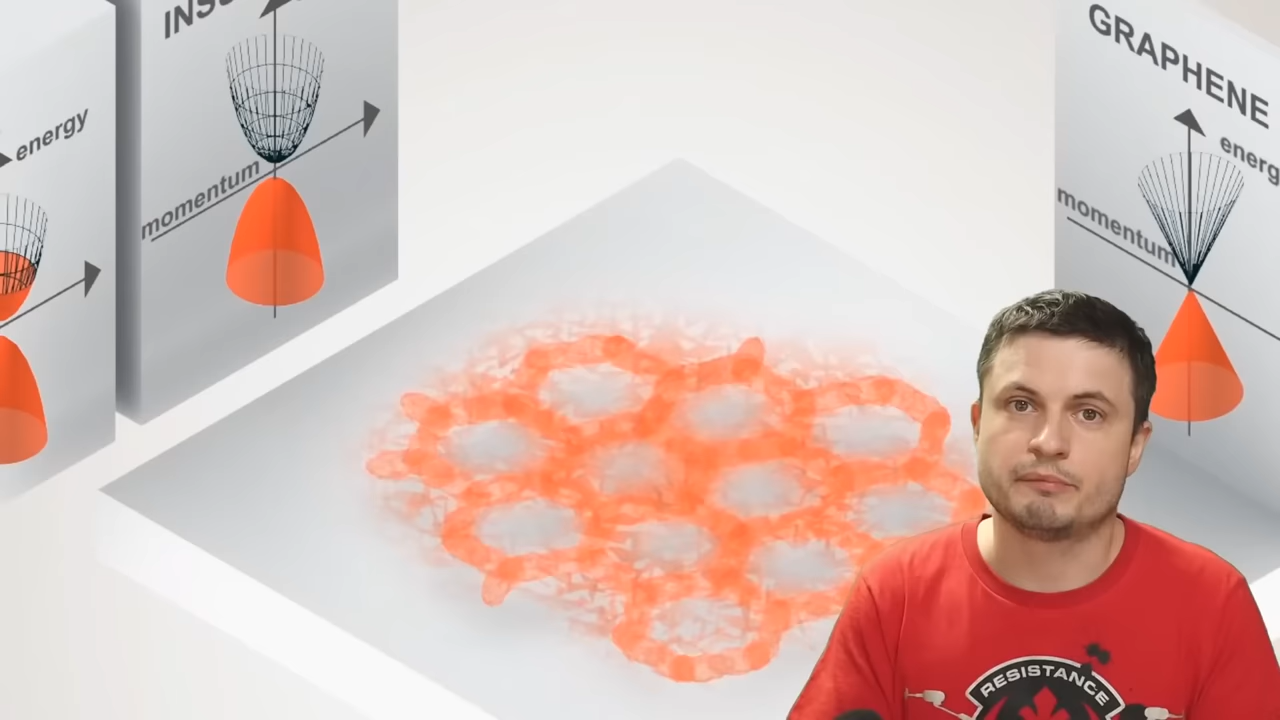 energy
INSU
momentum
GRAPHENE
energ
momentum
RESISTANCE